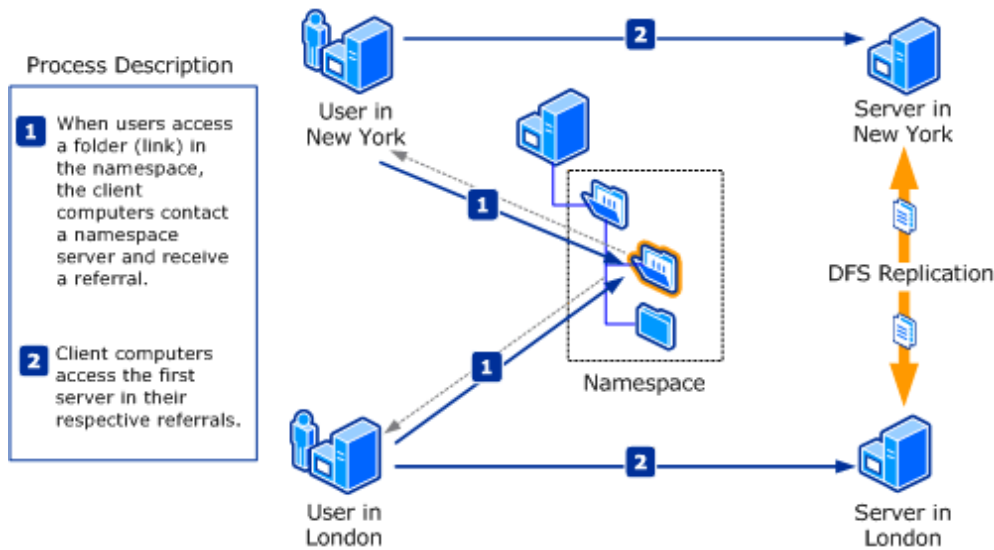 Process Description
1
When users access
a folder (link) in
the namespace,
the client
computers contact
a namespace
server and receive
a referral.
2
Client computers
access the first
server in their
respective referrals.
2
User in
New York
Server in
New York
1
DFS Replication
Namespace
1
2
User in
London
Server in
London